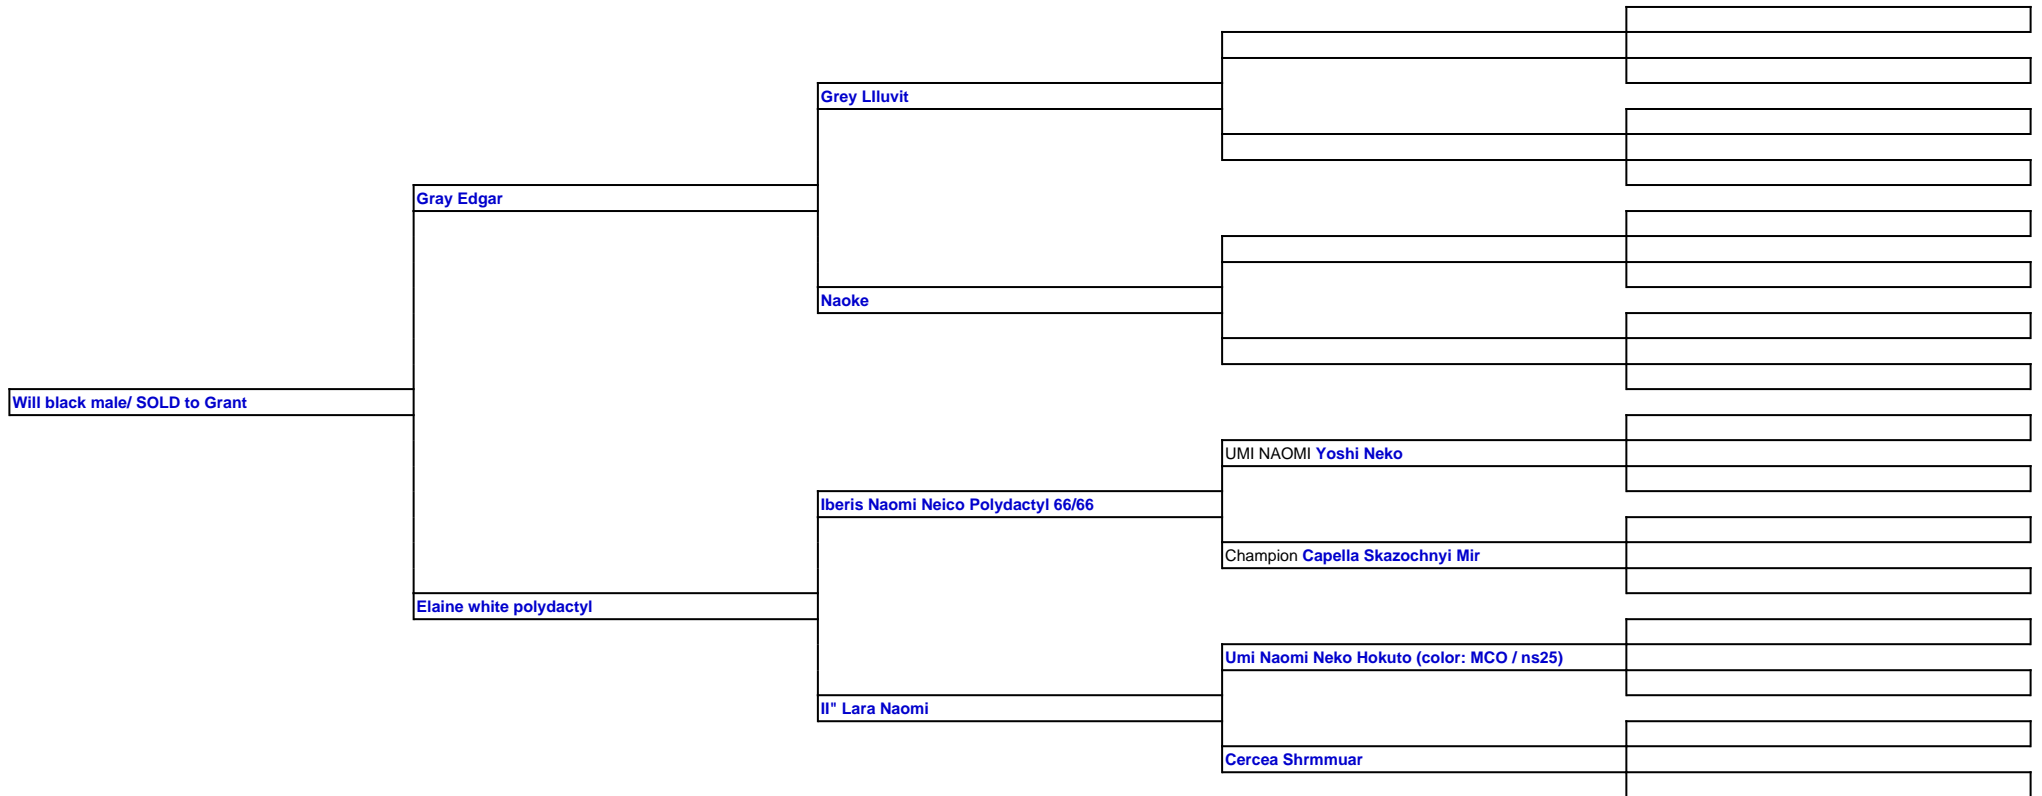 Grey LIluvit
Gray Edgar
Naoke
Will black male/ SOLD to Grant
UMI NAOMI Yoshi Neko
Iberis Naomi Neico Polydactyl 66/66
Champion Capella Skazochnyi Mir
Elaine white polydactyl
Umi Naomi Neko Hokuto (color: MCO / ns25)
II" Lara Naomi
Cercea Shrmmuar